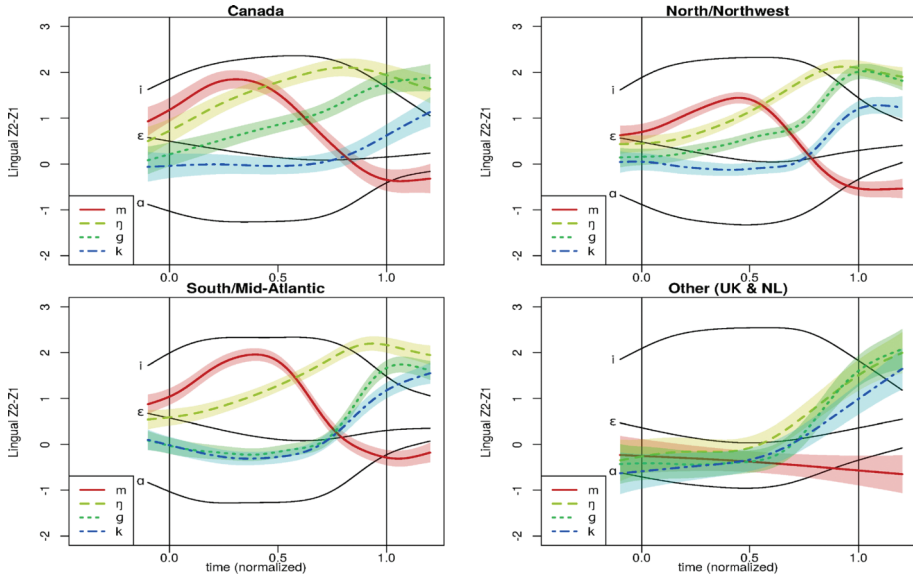 Canada
Lingual Z2-Z1
3
2
1
0
-1
-2
i
ɛ
ɑ
m
ŋ
g
k
0.0
0.5
1.0
North/Northwest
Lingual Z2-Z1
3
2
1
0
-1
-2
i
ɛ
ɑ
m
ŋ
g
k
0.0
0.5
1.0
South/Mid-Atlantic
Lingual Z2-Z1
3
2
1
0
-1
-2
i
ɛ
ɑ
m
ŋ
g
k
0.0
0.5
1.0
time (normalized)
Other (UK & NL)
Lingual Z2-Z1
3
2
1
0
-1
-2
i
ɛ
ɑ
m
ŋ
g
k
0.0
0.5
1.0
time (normalized)